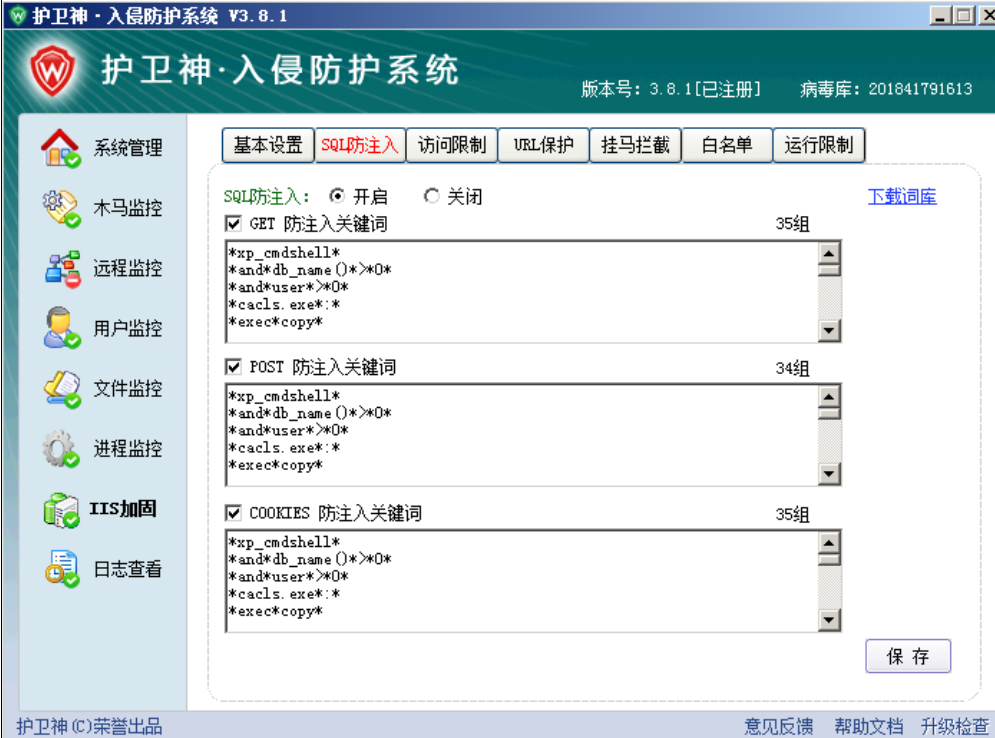 护卫神·入侵防护系统 V3.8.1
护卫神·入侵防护系统
版本号: 3.8.1[已注册] 病毒库: 201841791613
系统管理
木马监控
远程监控
用户监控
文件监控
进程监控
IIS加固
日志查看
基本设置 SQL防注入 访问限制 URL保护 挂马拦截 白名单 运行限制
SQL防注入: 开启 关闭 下载词库
GET 防注入关键词 35组
*xp_cmdshell*
*and*db_name()*>*0*
*and*user*>*0*
*cacls.exe*:*
*exec*copy*
POST 防注入关键词 34组
*xp_cmdshell*
*and*db_name()*>*0*
*and*user*>*0*
*cacls.exe*:*
*exec*copy*
COOKIES 防注入关键词 35组
*xp_cmdshell*
*and*db_name()*>*0*
*and*user*>*0*
*cacls.exe*:*
*exec*copy*
保 存
护卫神(C)荣誉出品 意见反馈 帮助文档 升级检查